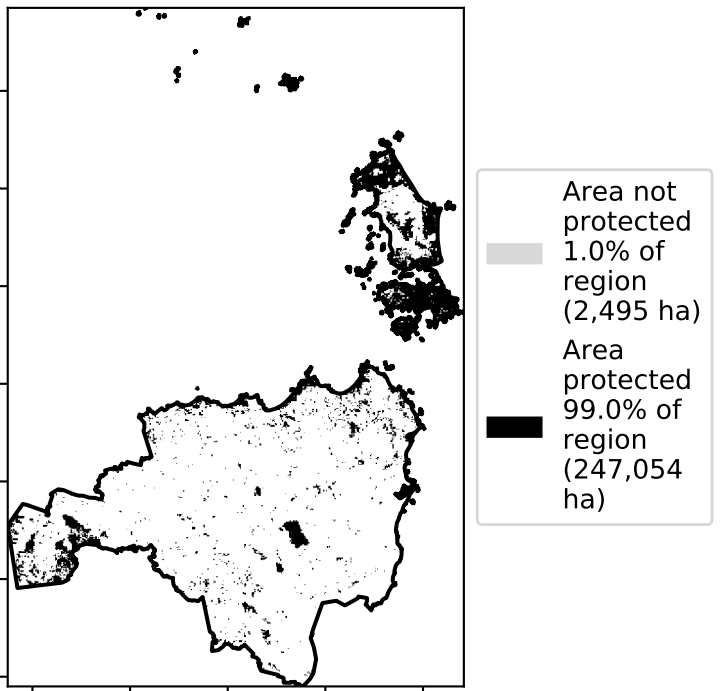 Area not
protected
1.0% of
region
(2,495 ha)
Area
protected
99.0% of
region
(247,054
ha)